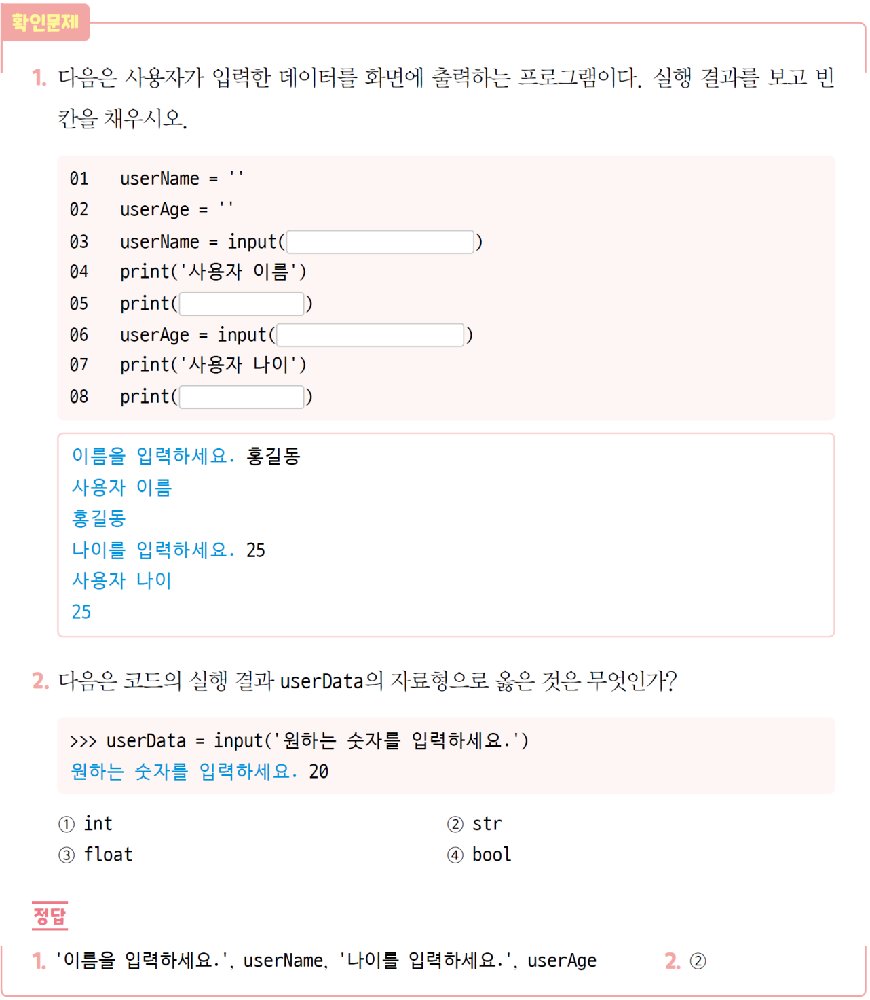 확인문제
1. 다음은 사용자가 입력한 데이터를 화면에 출력하는 프로그램이다. 실행 결과를 보고 빈
칸을 채우시오.
01 userName = ''
02 userAge = ''
03 userName = input( )
04 print('사용자 이름')
05 print( )
06 userAge = input( )
07 print('사용자 나이')
08 print( )
이름을 입력하세요. 홍길동
사용자 이름
홍길동
나이를 입력하세요. 25
사용자 나이
25
2. 다음은 코드의 실행 결과 userData의 자료형으로 옳은 것은 무엇인가?
>>> userData = input('원하는 숫자를 입력하세요.')
원하는 숫자를 입력하세요. 20
① int ② str
③ float ④ bool
정답
1. '이름을 입력하세요.', userName, '나이를 입력하세요.', userAge 2. ②